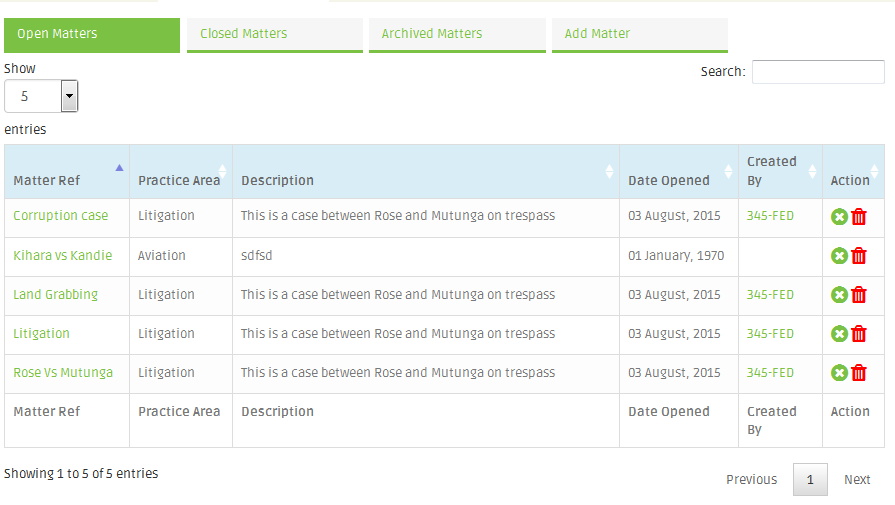 Open Matters Closed Matters Archived Matters Add Matter
Show
Search:
5
entries
Matter Ref Practice Area Description Date Opened Created By Action
Corruption case Litigation This is a case between Rose and Mutunga on trespass 03 August, 2015 345-FED
Kihara vs Kandie Aviation sdfsd 01 January, 1970
Land Grabbing Litigation This is a case between Rose and Mutunga on trespass 03 August, 2015 345-FED
Litigation Litigation This is a case between Rose and Mutunga on trespass 03 August, 2015 345-FED
Rose Vs Mutunga Litigation This is a case between Rose and Mutunga on trespass 03 August, 2015 345-FED
Matter Ref Practice Area Description Date Opened Created By Action
Showing 1 to 5 of 5 entries
Previous 1 Next